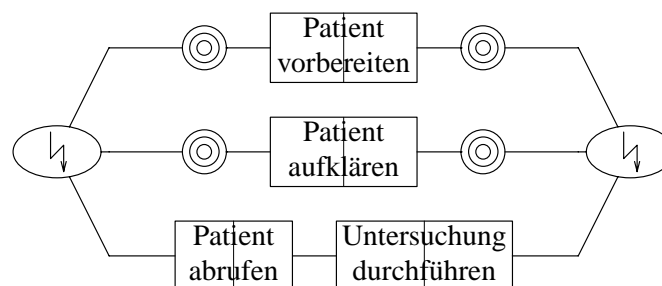 Patient
vorbereiten
Patient
aufklären
Patient
abrufen
Untersuchung
durchführen